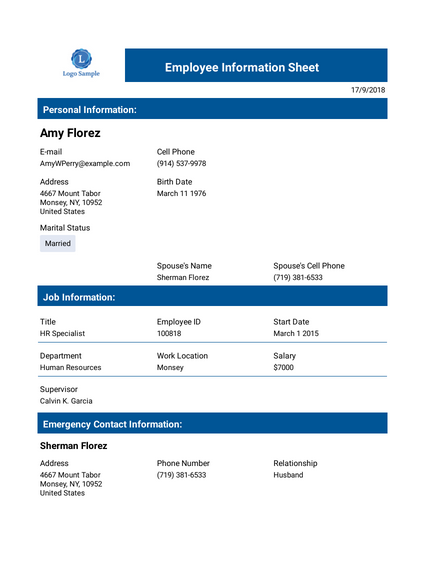 L
Logo Sample
Employee Information Sheet
17/9/2018
Personal Information:
Amy Florez
E-mail
Cell Phone
AmyWPerry@example.com
(914) 537-9978
Address
Birth Date
4667 Mount Tabor
March 11 1976
Monsey, NY, 10952
United States
Marital Status
Married
Spouse's Name
Spouse's Cell Phone
Sherman Florez
(719) 381-6533
Job Information:
Title
Employee ID
Start Date
HR Specialist
100818
March 1 2015
Department
Work Location
Salary
Human Resources
Monsey
$7000
Supervisor
Calvin K. Garcia
Emergency Contact Information:
Sherman Florez
Address
Phone Number
Relationship
4667 Mount Tabor
(719) 381-6533
Husband
Monsey, NY, 10952
United States